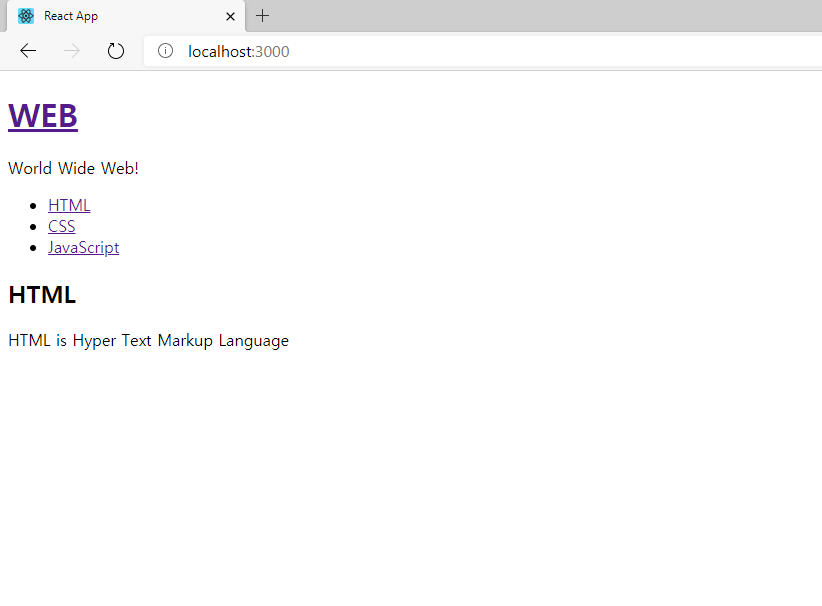 React App
localhost:3000
WEB
World Wide Web!
HTML
CSS
JavaScript
HTML
HTML is Hyper Text Markup Language